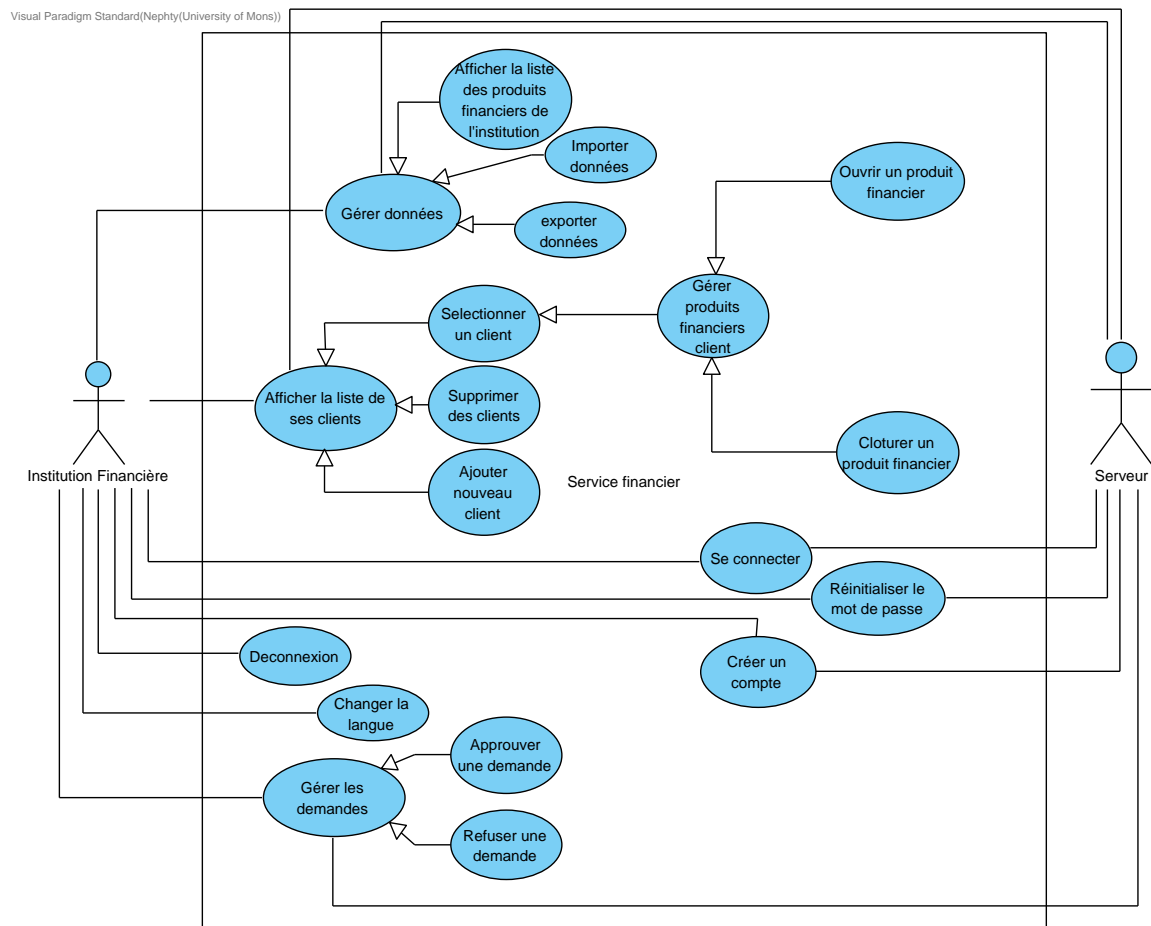 Visual Paradigm Standard(Nephty(University of Mons))
Afficher la liste
des produits
financiers de
l'institution
Importer
données
Ouvrir un produit
financier
Gérer données
exporter
données
Gérer
produits
financiers
client
Selectionner
un client
Afficher la liste de
ses clients
Supprimer
des clients
Cloturer un
produit financier
Institution Financière
Ajouter
nouveau
client
Service financier
Serveur
Se connecter
Réinitialiser le
mot de passe
Deconnexion
Créer un
compte
Changer la
langue
Approuver
une demande
Gérer les
demandes
Refuser une
demande